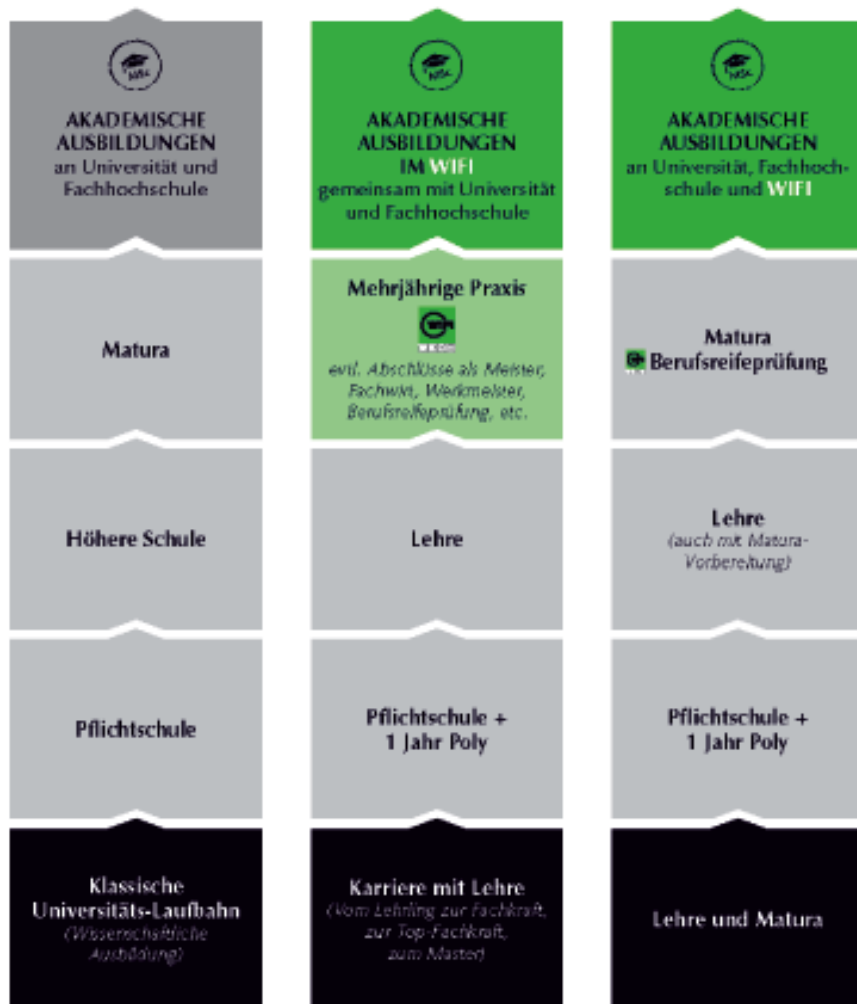 MSc
AKADEMISCHE
AUSBILDUNGEN
an Universität und
Fachhochschule
Matura
Höhere Schule
Pflichtschule
Klassische
Universitäts-Laufbahn
(Wissenschaftliche
Ausbildung)
MSc
AKADEMISCHE
AUSBILDUNGEN
IM WIFI
gemeinsam mit Universität
und Fachhochschule
Mehrjährige Praxis
evtl. Abschlüsse als Meister,
Fachwirt, Werkmeister,
Berufsreifeprüfung, etc.
Lehre
Pflichtschule +
1 Jahr Poly
Karriere mit Lehre
(Vom Lehrling zur Fachkraft,
zur Top-Fachkraft,
zum Master)
MSc
AKADEMISCHE
AUSBILDUNGEN
an Universität, Fachhoch-
schule und WIFI
Matura
Berufsreifeprüfung
Lehre
(auch mit Matura-
Vorbereitung)
Pflichtschule +
1 Jahr Poly
Lehre und Matura